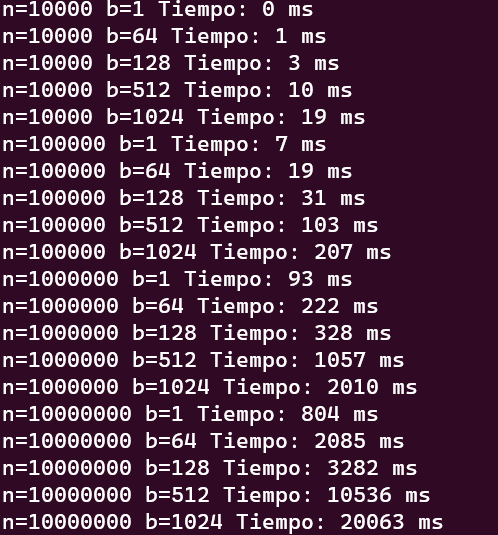 n=10000 b=1 Tiempo: 0 ms
n=10000 b=64 Tiempo: 1 ms
n=10000 b=128 Tiempo: 3 ms
n=10000 b=512 Tiempo: 10 ms
n=10000 b=1024 Tiempo: 19 ms
n=100000 b=1 Tiempo: 7 ms
n=100000 b=64 Tiempo: 19 ms
n=100000 b=128 Tiempo: 31 ms
n=100000 b=512 Tiempo: 103 ms
n=100000 b=1024 Tiempo: 207 ms
n=1000000 b=1 Tiempo: 93 ms
n=1000000 b=64 Tiempo: 222 ms
n=1000000 b=128 Tiempo: 328 ms
n=1000000 b=512 Tiempo: 1057 ms
n=1000000 b=1024 Tiempo: 2010 ms
n=10000000 b=1 Tiempo: 804 ms
n=10000000 b=64 Tiempo: 2085 ms
n=10000000 b=128 Tiempo: 3282 ms
n=10000000 b=512 Tiempo: 10536 ms
n=10000000 b=1024 Tiempo: 20063 ms